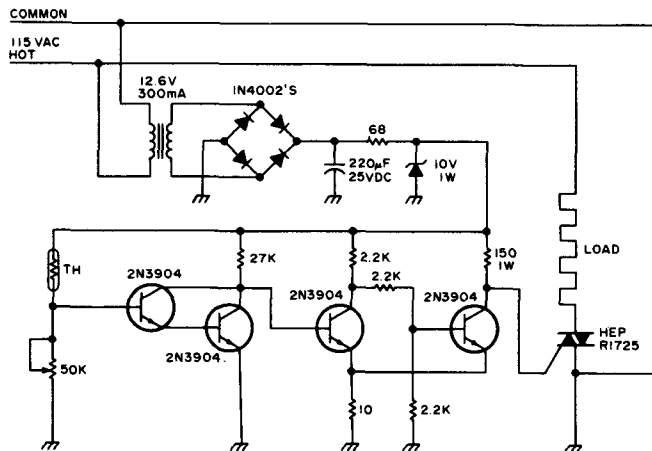 COMMON
115 VAC
HOT
12.6V
300mA
1N4002'S
68
220µF
25VDC
10V
1W
TH
27K
2.2K
2.2K
150
1W
LOAD
2N3904
2N3904
2N3904
2N3904.
HEP
R1725
50K
10
2.2K